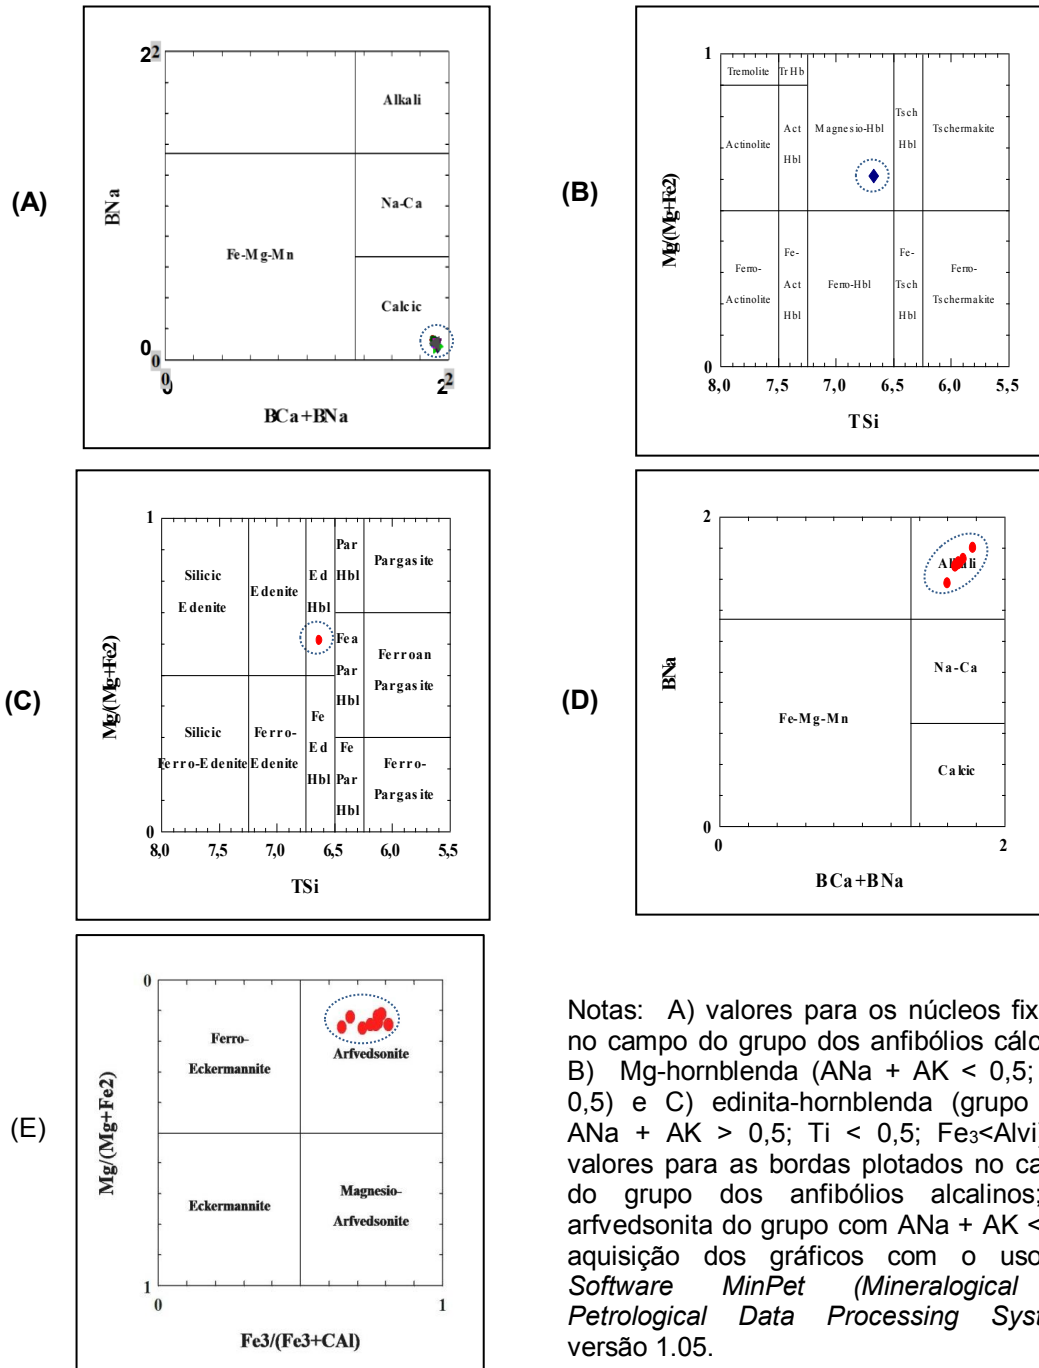 (A)
22
Alkali
BNa
Na-Ca
Fe-Mg-Mn
Calcic
0
0
2
BCa+BNa
(B)
1
Tremolite
Tr Hb
Act
Hbl
Magnesio-Hbl
Tsch
Hbl
Tschermakite
Actinolite
Mg/(Mg+Fe2)
Ferro-
Actinolite
Fe-
Act
Hbl
Ferro-Hbl
Fe-
Tsch
Hbl
Ferro-
Tschermakite
0
8,0
7,5
7,0
6,5
6,0
5,5
TSi
(C)
1
Silicic
Edenite
Edenite
Ed
Hbl
Par
Hbl
Pargasite
Fea
Par
Hbl
Ferroan
Pargasite
Mg/(Mg+Fe2)
Silicic
Ferro-Edenite
Ferro-
Edenite
Fe
Ed
Hbl
Fe
Par
Hbl
Ferro-
Pargasite
0
8,0
7,5
7,0
6,5
6,0
5,5
TSi
(D)
2
Alkali
BNa
Na-Ca
Fe-Mg-Mn
Calcic
0
0
2
BCa+BNa
(E)
0
Ferro-
Eckermannite
Arfvedsonite
Mg/(Mg+Fe2)
Eckermannite
Magnesio-
Arfvedsonite
1
0
1
Fe3/(Fe3+CAl)
Notas: A) valores para os núcleos fix
no campo do grupo dos anfibólios cálc
B) Mg-hornblenda (ANa + AK < 0,5;
0,5) e C) edinita-hornblenda (grupo
ANa + AK > 0,5; Ti < 0,5; Fe3<Alvi
valores para as bordas plotados no ca
do grupo dos anfibólios alcalinos;
arfvedsonita do grupo com ANa + AK <
aquisição dos gráficos com o uso
Software MinPet (Mineralogical
Petrological Data Processing Syst
versão 1.05.